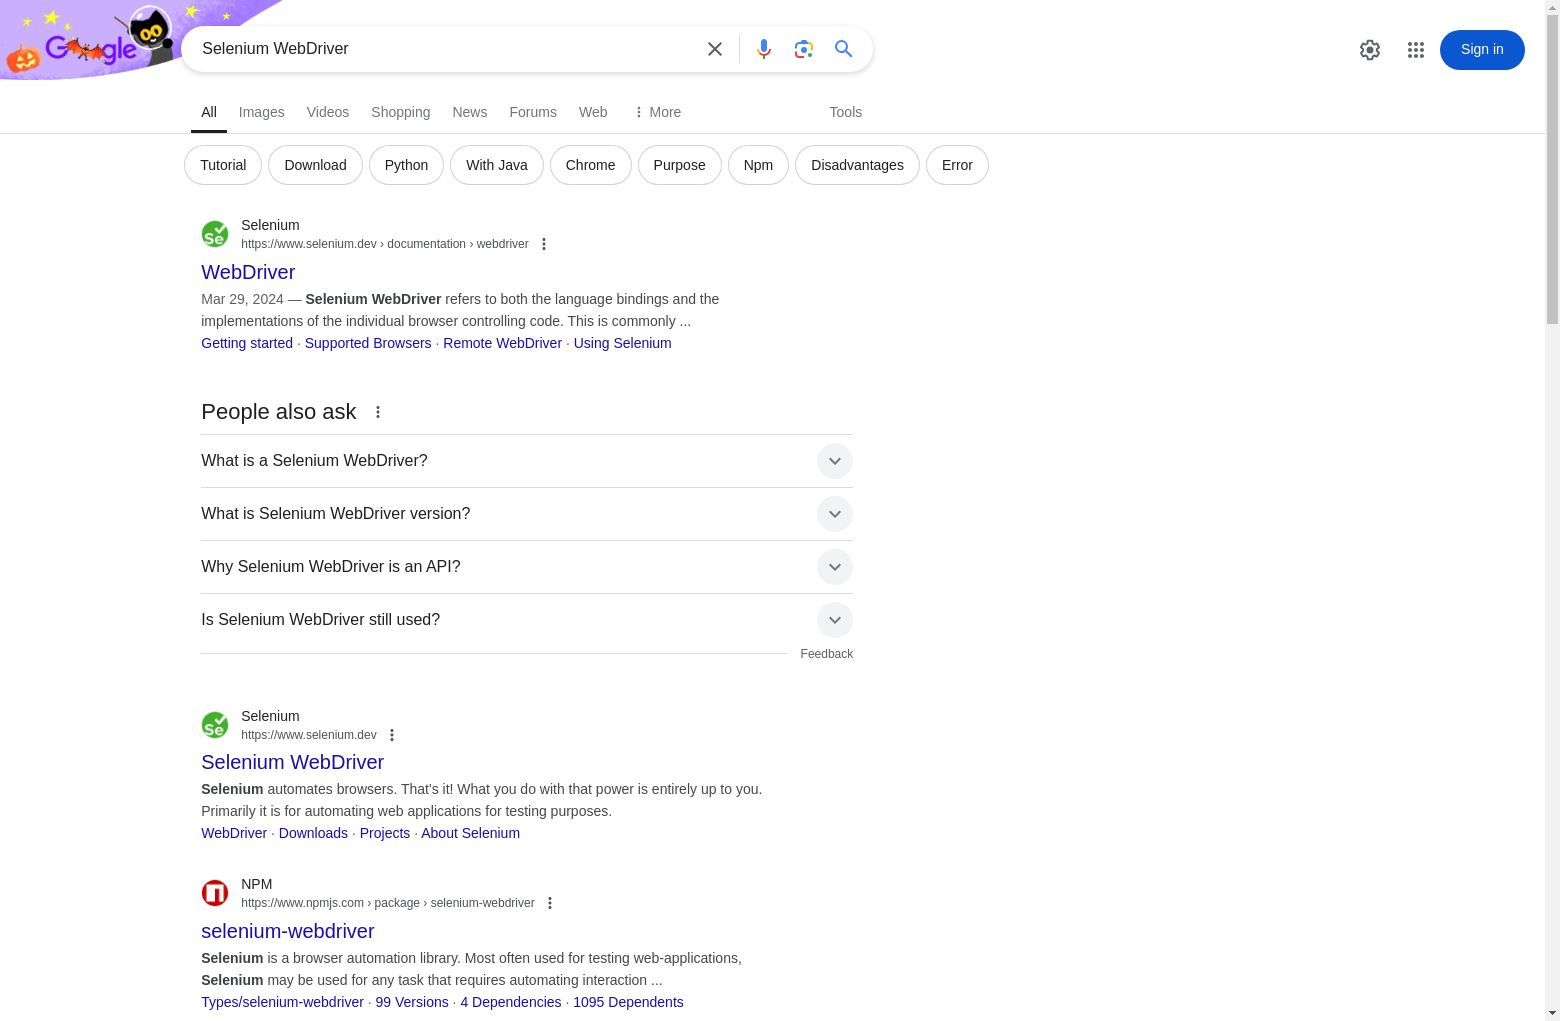 Google
Selenium WebDriver
Sign in
All Images Videos Shopping News Forums Web More Tools
Tutorial Download Python With Java Chrome Purpose Npm Disadvantages Error
Selenium
https://www.selenium.dev › documentation › webdriver
WebDriver
Mar 29, 2024 — Selenium WebDriver refers to both the language bindings and the
implementations of the individual browser controlling code. This is commonly ...
Getting started · Supported Browsers · Remote WebDriver · Using Selenium
People also ask
What is a Selenium WebDriver?
What is Selenium WebDriver version?
Why Selenium WebDriver is an API?
Is Selenium WebDriver still used?
Feedback
Selenium
https://www.selenium.dev
Selenium WebDriver
Selenium automates browsers. That's it! What you do with that power is entirely up to you.
Primarily it is for automating web applications for testing purposes.
WebDriver · Downloads · Projects · About Selenium
NPM
https://www.npmjs.com › package › selenium-webdriver
selenium-webdriver
Selenium is a browser automation library. Most often used for testing web-applications,
Selenium may be used for any task that requires automating interaction ...
Types/selenium-webdriver · 99 Versions · 4 Dependencies · 1095 Dependents